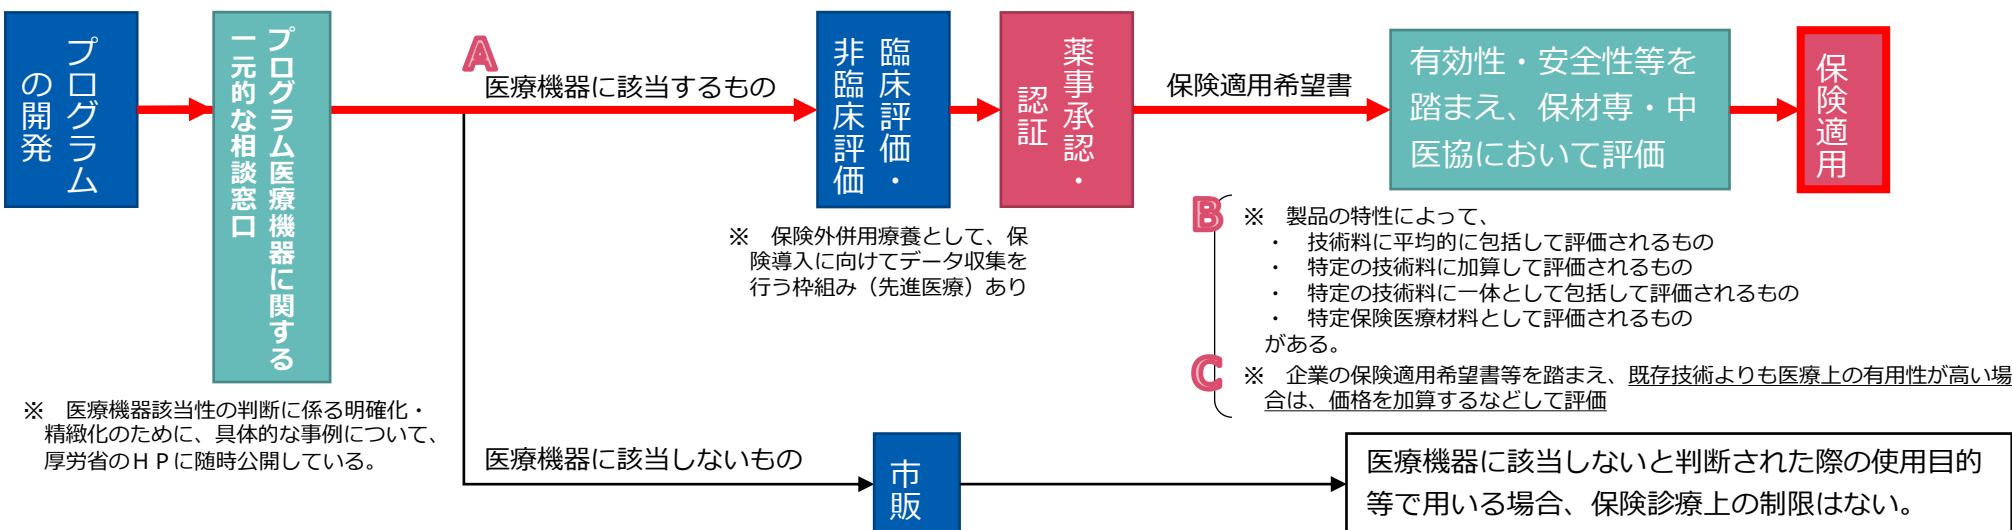 プログラム
の開発
プログラム医療機器に関する
一元的な相談窓口
※　医療機器該当性の判断に係る明確化・
精緻化のために、具体的な事例について、
厚労省のＨＰに随時公開している。
A
医療機器に該当するもの
臨床評価・
非臨床評価
※　保険外併用療養として、保
険導入に向けてデータ収集を
行う枠組み（先進医療）あり
薬事承認・
認証
保険適用希望書
有効性・安全性等を
踏まえ、保材専・中
医協において評価
保険適用
B
※　製品の特性によって、
・　技術料に平均的に包括して評価されるもの
・　特定の技術料に加算して評価されるもの
・　特定の技術料に一体として包括して評価されるもの
・　特定保険医療材料として評価されるもの
がある。
C
※　企業の保険適用希望書等を踏まえ、既存技術よりも医療上の有用性が高い場
合は、価格を加算するなどして評価
医療機器に該当しないもの
市販
医療機器に該当しないと判断された際の使用目的
等で用いる場合、保険診療上の制限はない。